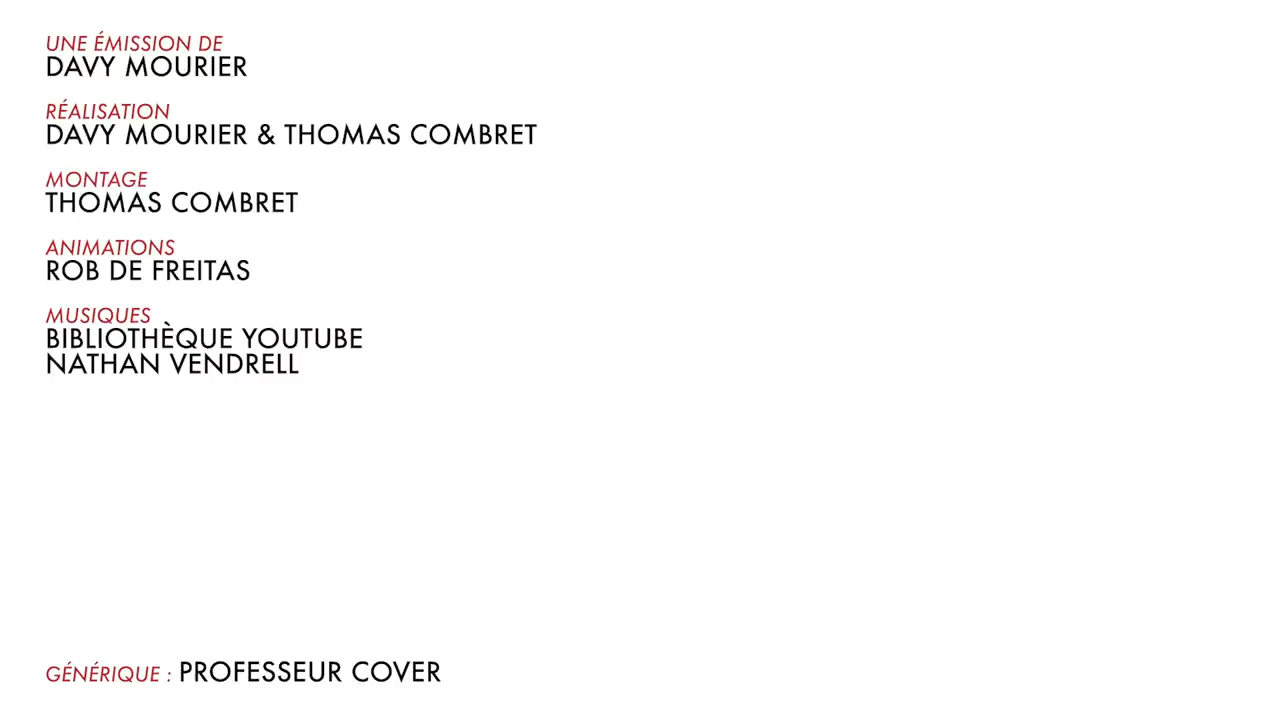 UNE ÉMISSION DE
DAVY MOURIER
RÉALISATION
DAVY MOURIER & THOMAS COMBRET
MONTAGE
THOMAS COMBRET
ANIMATIONS
ROB DE FREITAS
MUSIQUES
BIBLIOTHÈQUE YOUTUBE
NATHAN VENDRELL
GÉNÉRIQUE : PROFESSEUR COVER